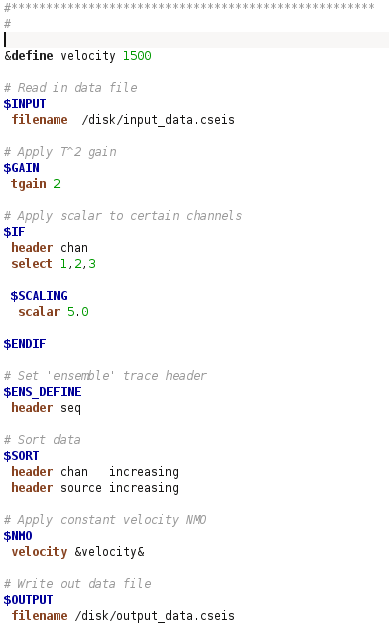 #****************************************************
#
&define velocity 1500
# Read in data file
$INPUT
filename  /disk/input_data.cseis
# Apply T^2 gain
$GAIN
tgain 2
# Apply scalar to certain channels
$IF
header chan
select 1,2,3
$SCALING
scalar 5.0
$ENDIF
# Set 'ensemble' trace header
$ENS_DEFINE
header seq
# Sort data
$SORT
header chan   increasing
header source increasing
# Apply constant velocity NMO
$NMO
velocity &velocity&
# Write out data file
$OUTPUT
filename /disk/output_data.cseis